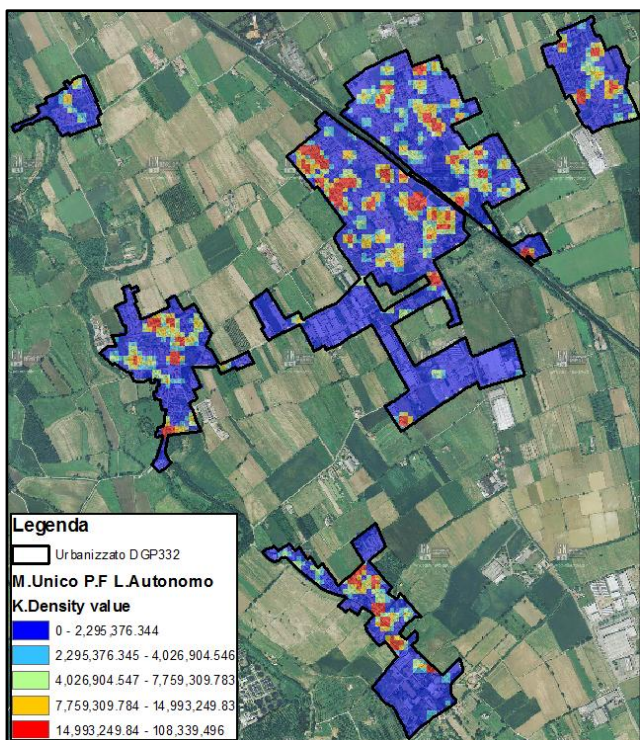 Legenda
Urbanizzato DGP332
M.Unico P.F L.Autonomo
K.Density value
0 - 2,295,376.344
2,295,376.345 - 4,026,904.546
4,026,904.547 - 7,759,309.783
7,759,309.784 - 14,993,249.83
14,993,249.84 - 108,339,496